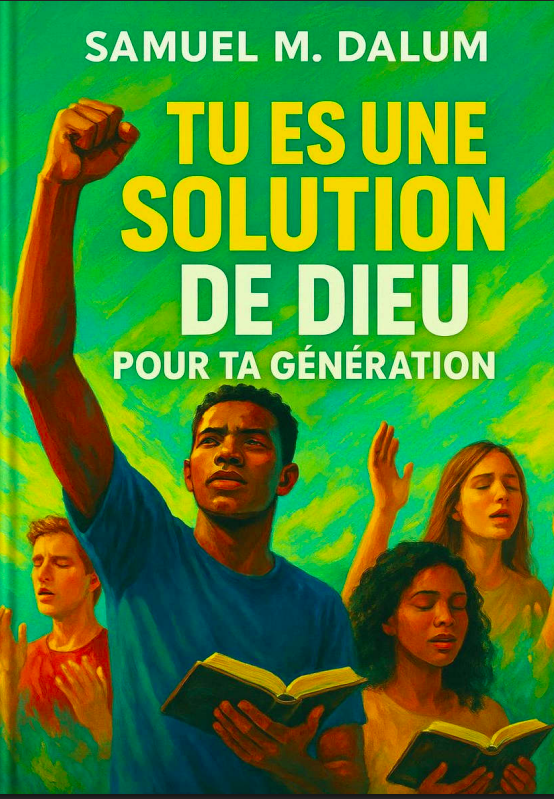 SAMUEL M. DALUM
TU ES UNE
SOLUTION
DE DIEU
POUR TA GÉNÉRATION